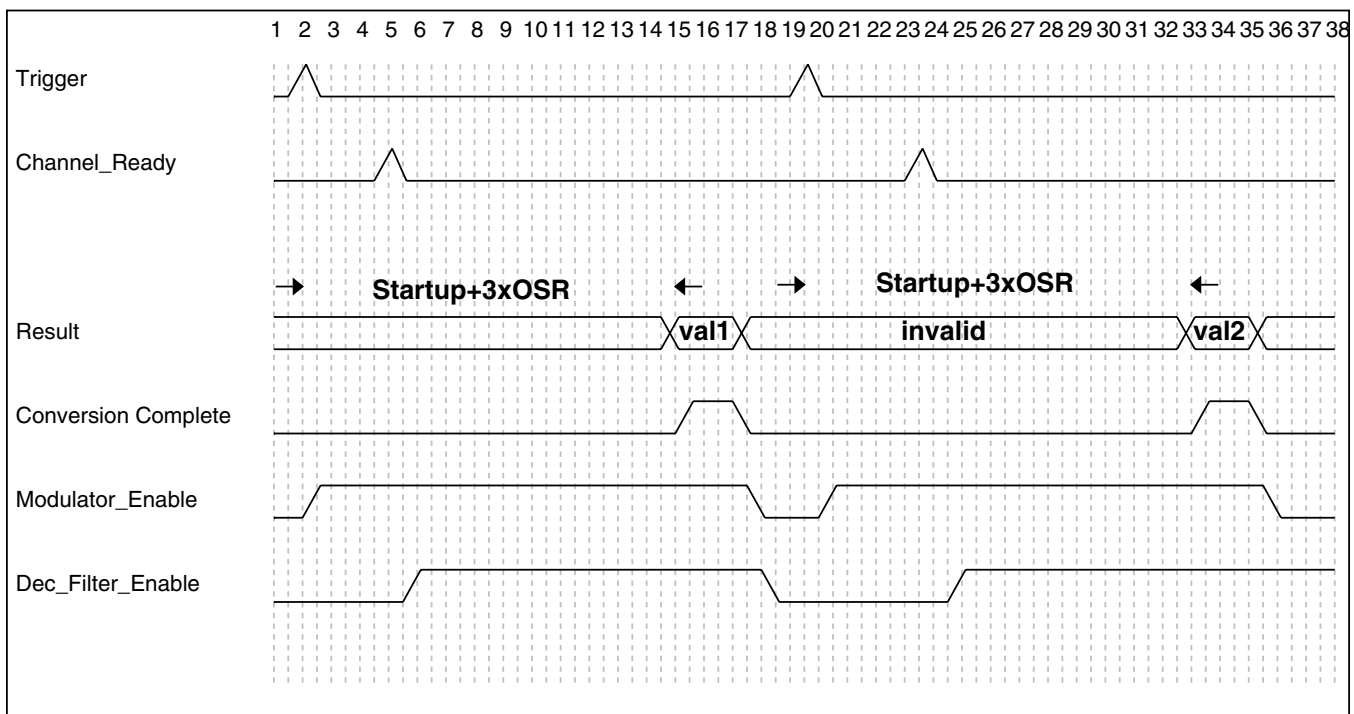 1 2 3 4 5 6 7 8 9 10 11 12 13 14 15 16 17 18 19 20 21 22 23 24 25 26 27 28 29 30 31 32 33 34 35 36 37 38
Trigger
Channel_Ready
Startup+3xOSR Startup+3xOSR
Result val1 invalid val2
Conversion Complete
Modulator_Enable
Dec_Filter_Enable